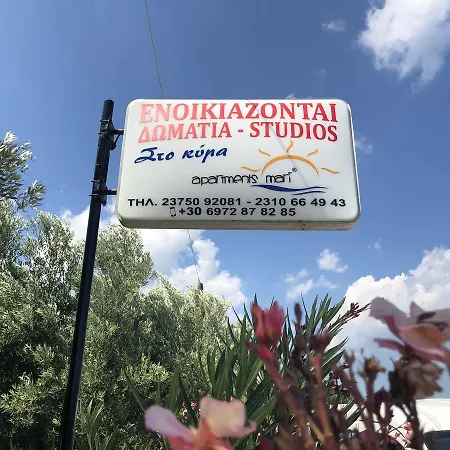 ΕΝΟΙΚΙΑΖΟΝΤΑΙ
ΔΩΜΑΤΙΑ - STUDIOS
Στο κύμα
apartments mari
ΤΗΛ. 23750 92081 - 2310 66 49 43
+30 6972 87 82 85